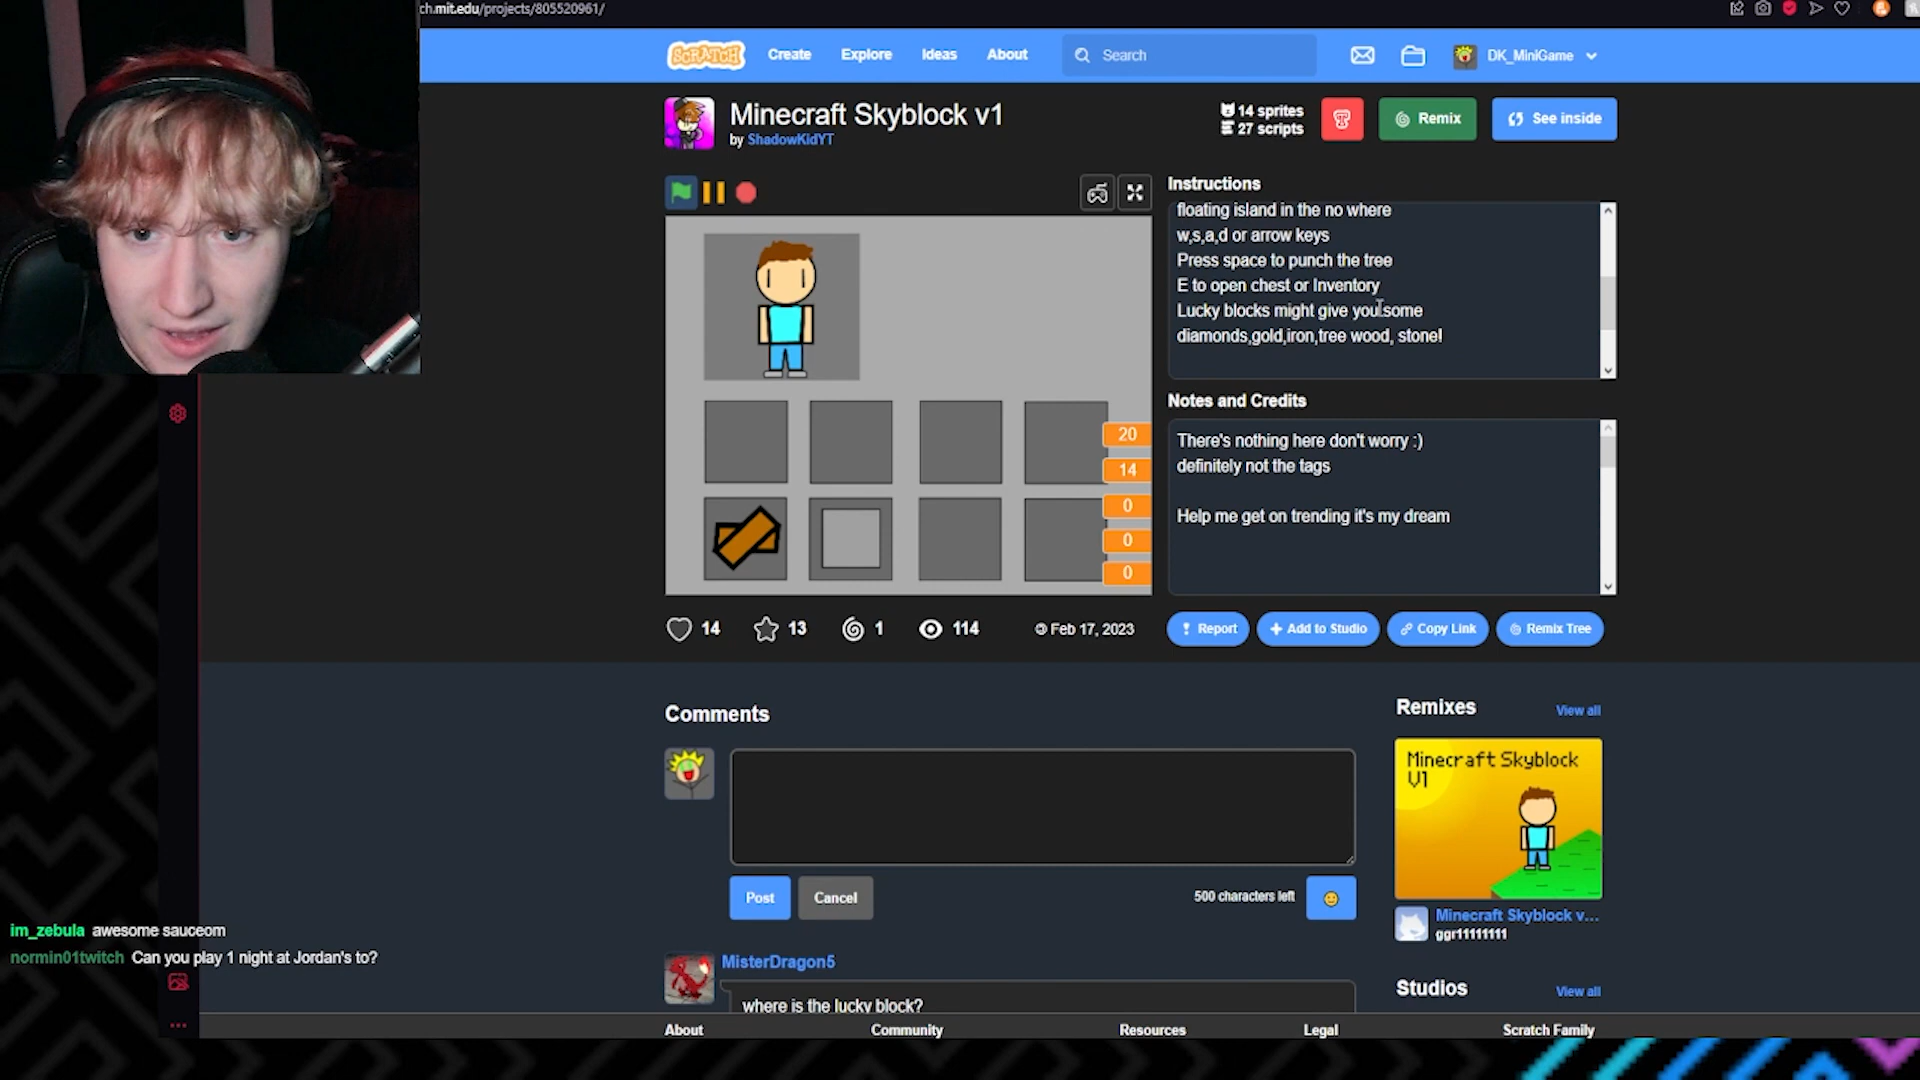 ch.mit.edu/projects/805520961/
SCRATCH
Create
Explore
Ideas
About
Search
DK_MiniGame
Minecraft Skyblock v1
by ShadowKidYT
14 sprites
27 scripts
Remix
See inside
Instructions
floating island in the no where
w,s,a,d or arrow keys
Press space to punch the tree
E to open chest or Inventory
Lucky blocks might give you some
diamonds,gold,iron,tree wood, stone!
20
14
0
0
0
Notes and Credits
There's nothing here don't worry :)
definitely not the tags
Help me get on trending it's my dream
14
13
1
114
Feb 17, 2023
Report
Add to Studio
Copy Link
Remix Tree
Comments
Post
Cancel
500 characters left
Remixes
View all
Minecraft Skyblock
V1
Minecraft Skyblock v...
ggr11111111
im_zebula awesome sauceom
normin01twitch Can you play 1 night at Jordan's to?
MisterDragon5
where is the lucky block?
Studios
View all
About
Community
Resources
Legal
Scratch Family